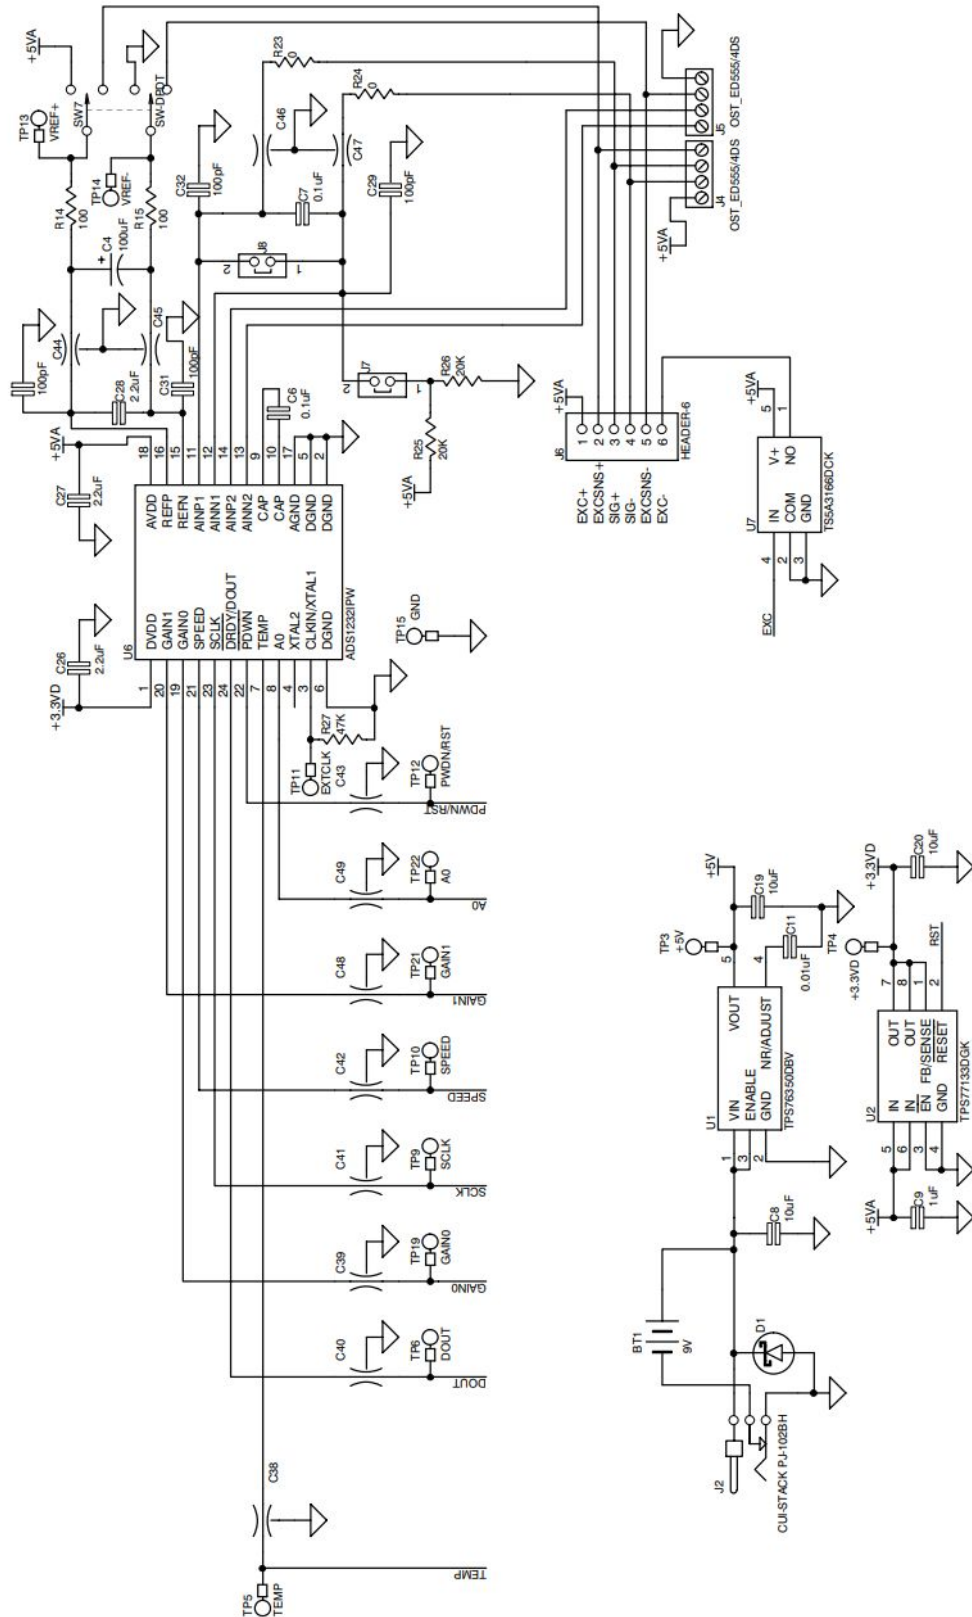 +5VA
TP13
VREF+
SW7
SW-DPDT
TP14
VREF-
R14
100
R15
100
C4
100uF
+
C44
C45
100pF
C28
2.2uF
C31
100pF
C32
100pF
R23
0
R24
0
C46
C47
C7
0.1uF
C29
100pF
J8
2
1
J7
2
1
R26
20K
R25
20K
+5VA
C6
0.1uF
+5VA
C27
2.2uF
+3.3VD
C26
2.2uF
U6
ADS1232IPW
1 DVDD
20 GAIN1
19 GAIN0
21 SPEED
23 SCLK
24 DRDY/DOUT
22 PDWN
7 TEMP
8 A0
4 XTAL2
3 CLKIN/XTAL1
6 DGND
AVDD 18
REFP 16
REFN 15
AINP1 11
AINN1 12
AINP2 14
AINN2 13
CAP 9
CAP 10
AGND 17
DGND 5
DGND 2
R27
47K
TP11
EXTCLK
TP15
GND
C43
TP12
PWDN/RST
PDWN/RST
C49
TP22
A0
A0
C48
TP21
GAIN1
GAIN1
C42
TP10
SPEED
SPEED
C41
TP9
SCLK
SCLK
C39
TP19
GAIN0
GAIN0
C40
TP6
DOUT
DOUT
C38
TP5
TEMP
TEMP
J5
OST_ED555/4DS
J4
OST_ED555/4DS
+5VA
+5VA
J6
HEADER-6
EXC+ 1
EXCSNS+ 2
SIG+ 3
SIG- 4
EXCSNS- 5
EXC- 6
+5VA
U7
TS5A3166DCK
EXC
4 IN
2 COM
3 GND
V+ 5
NO 1
J2
CUI-STACK PJ-102BH
D1
BT1
9V
C8
10uF
U1
TPS76350DBV
1 VIN
3 ENABLE
2 GND
VOUT 5
NR/ADJUST 4
TP3
+5V
+5V
C19
10uF
C11
0.01uF
+5VA
C9
1uF
U2
TPS77133DGK
5 IN
6 IN
3 EN
4 GND
OUT 7
OUT 8
FB/SENSE 1
RESET 2
RST
TP4
+3.3VD
+3.3VD
C20
10uF